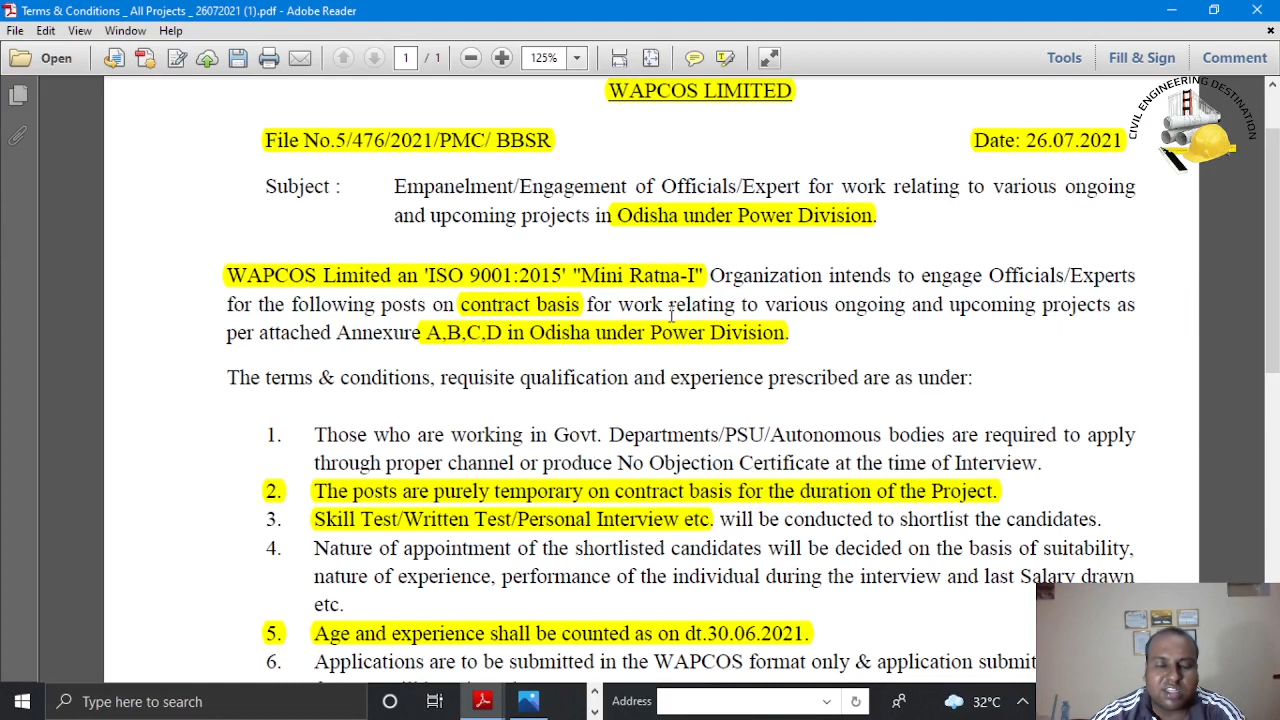 Terms & Conditions _ All Projects _ 26072021 (1).pdf - Adobe Reader
File Edit View Window Help
Open 1 / 1 125% Tools Fill & Sign Comment
WAPCOS LIMITED
CIVIL ENGINEERING DESTINATION
File No.5/476/2021/PMC/ BBSR Date: 26.07.2021
Subject : Empanelment/Engagement of Officials/Expert for work relating to various ongoing
and upcoming projects in Odisha under Power Division.
WAPCOS Limited an 'ISO 9001:2015' "Mini Ratna-I" Organization intends to engage Officials/Experts
for the following posts on contract basis for work relating to various ongoing and upcoming projects as
per attached Annexure A,B,C,D in Odisha under Power Division.
The terms & conditions, requisite qualification and experience prescribed are as under:
1. Those who are working in Govt. Departments/PSU/Autonomous bodies are required to apply
through proper channel or produce No Objection Certificate at the time of Interview.
2. The posts are purely temporary on contract basis for the duration of the Project.
3. Skill Test/Written Test/Personal Interview etc. will be conducted to shortlist the candidates.
4. Nature of appointment of the shortlisted candidates will be decided on the basis of suitability,
nature of experience, performance of the individual during the interview and last Salary drawn
etc.
5. Age and experience shall be counted as on dt.30.06.2021.
6. Applications are to be submitted in the WAPCOS format only & application submit
Type here to search Address 32°C